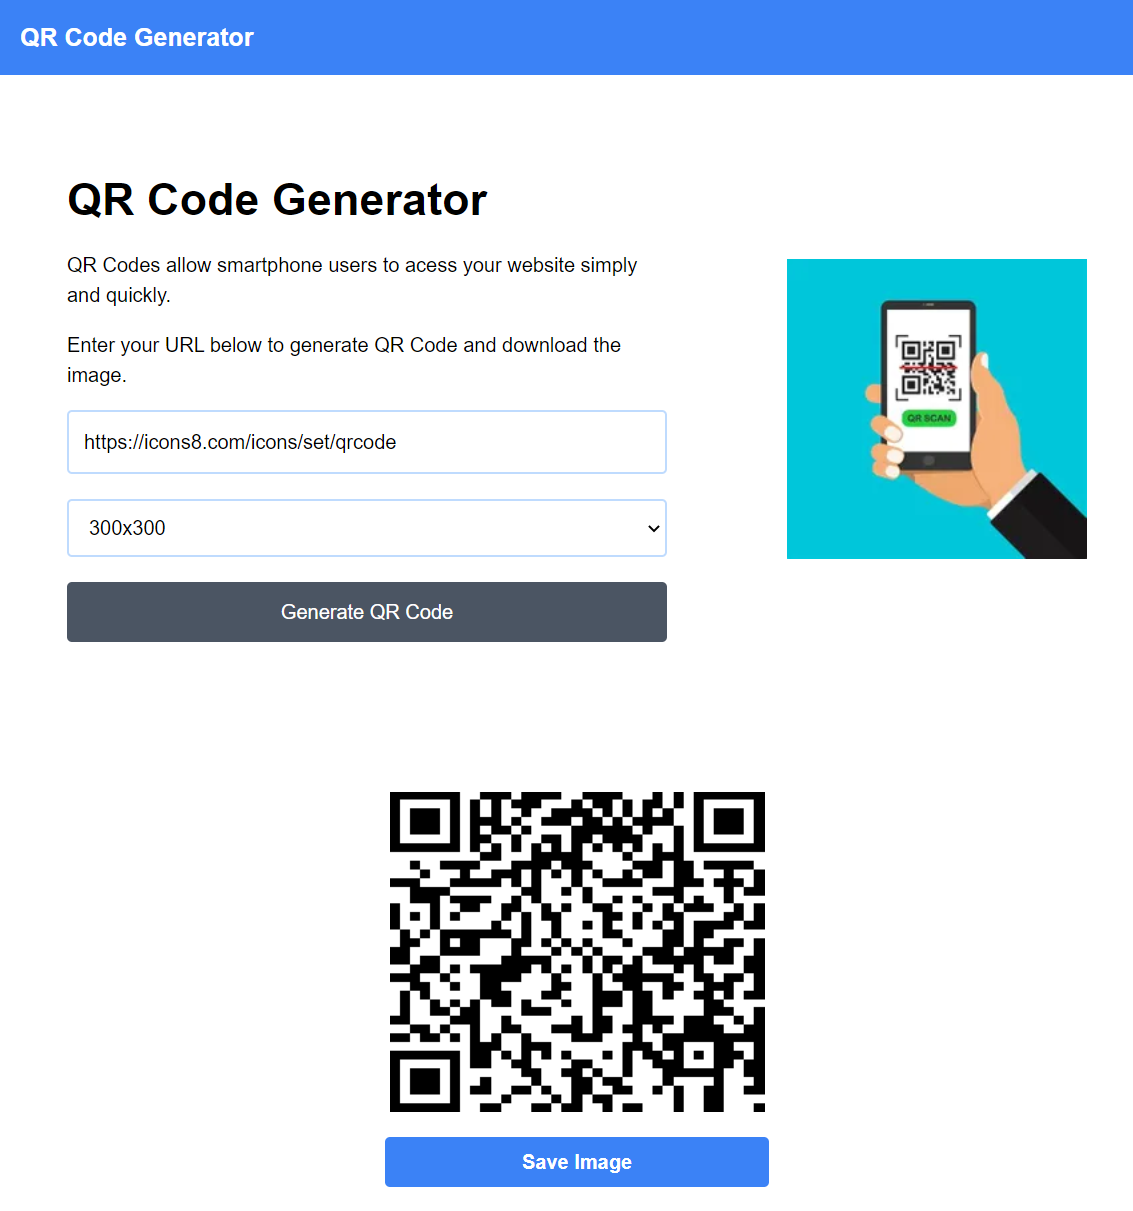 QR Code Generator
QR Code Generator
QR Codes allow smartphone users to acess your website simply
and quickly.
Enter your URL below to generate QR Code and download the
image.
https://icons8.com/icons/set/qrcode
300x300
Generate QR Code
QR SCAN
Save Image